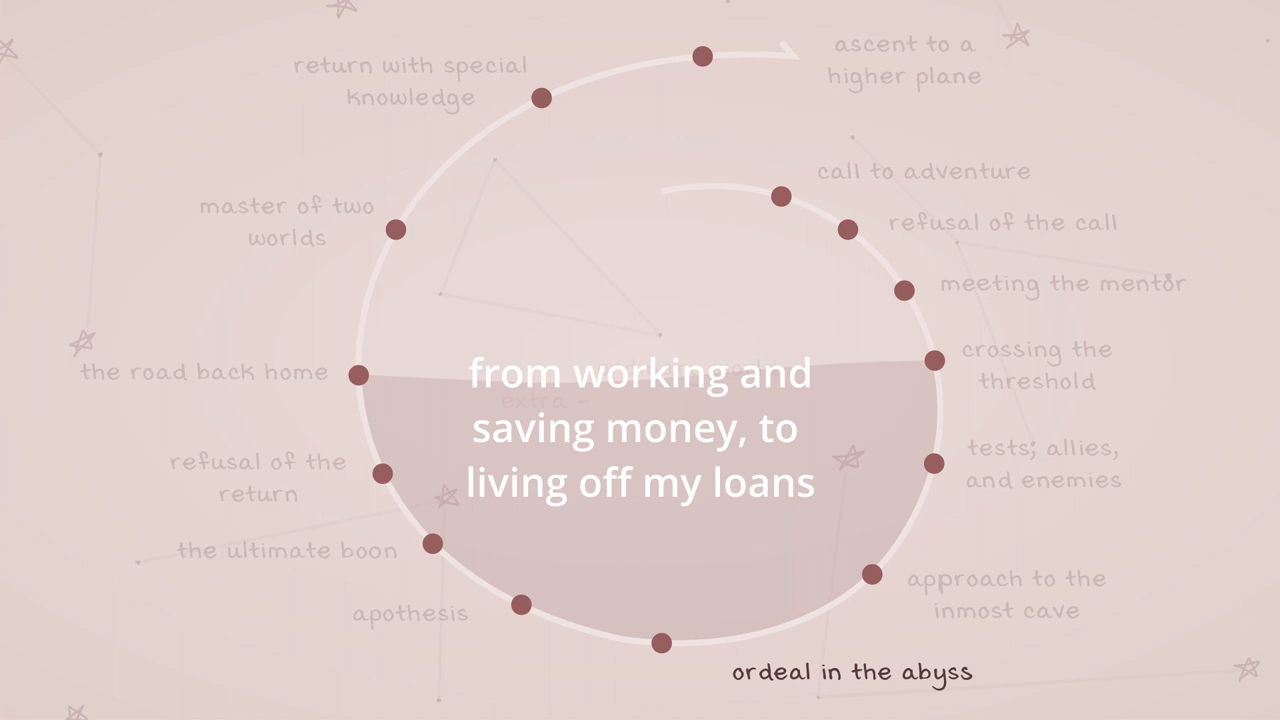 ascent to a
higher plane
return with special
knowledge
call to adventure
master of two
worlds
refusal of the call
meeting the mentor
crossing the
threshold
the road back home
from working and
saving money, to
living off my loans
extra -
tests; allies,
and enemies
refusal of the
return
the ultimate boon
approach to the
inmost cave
apothesis
ordeal in the abyss